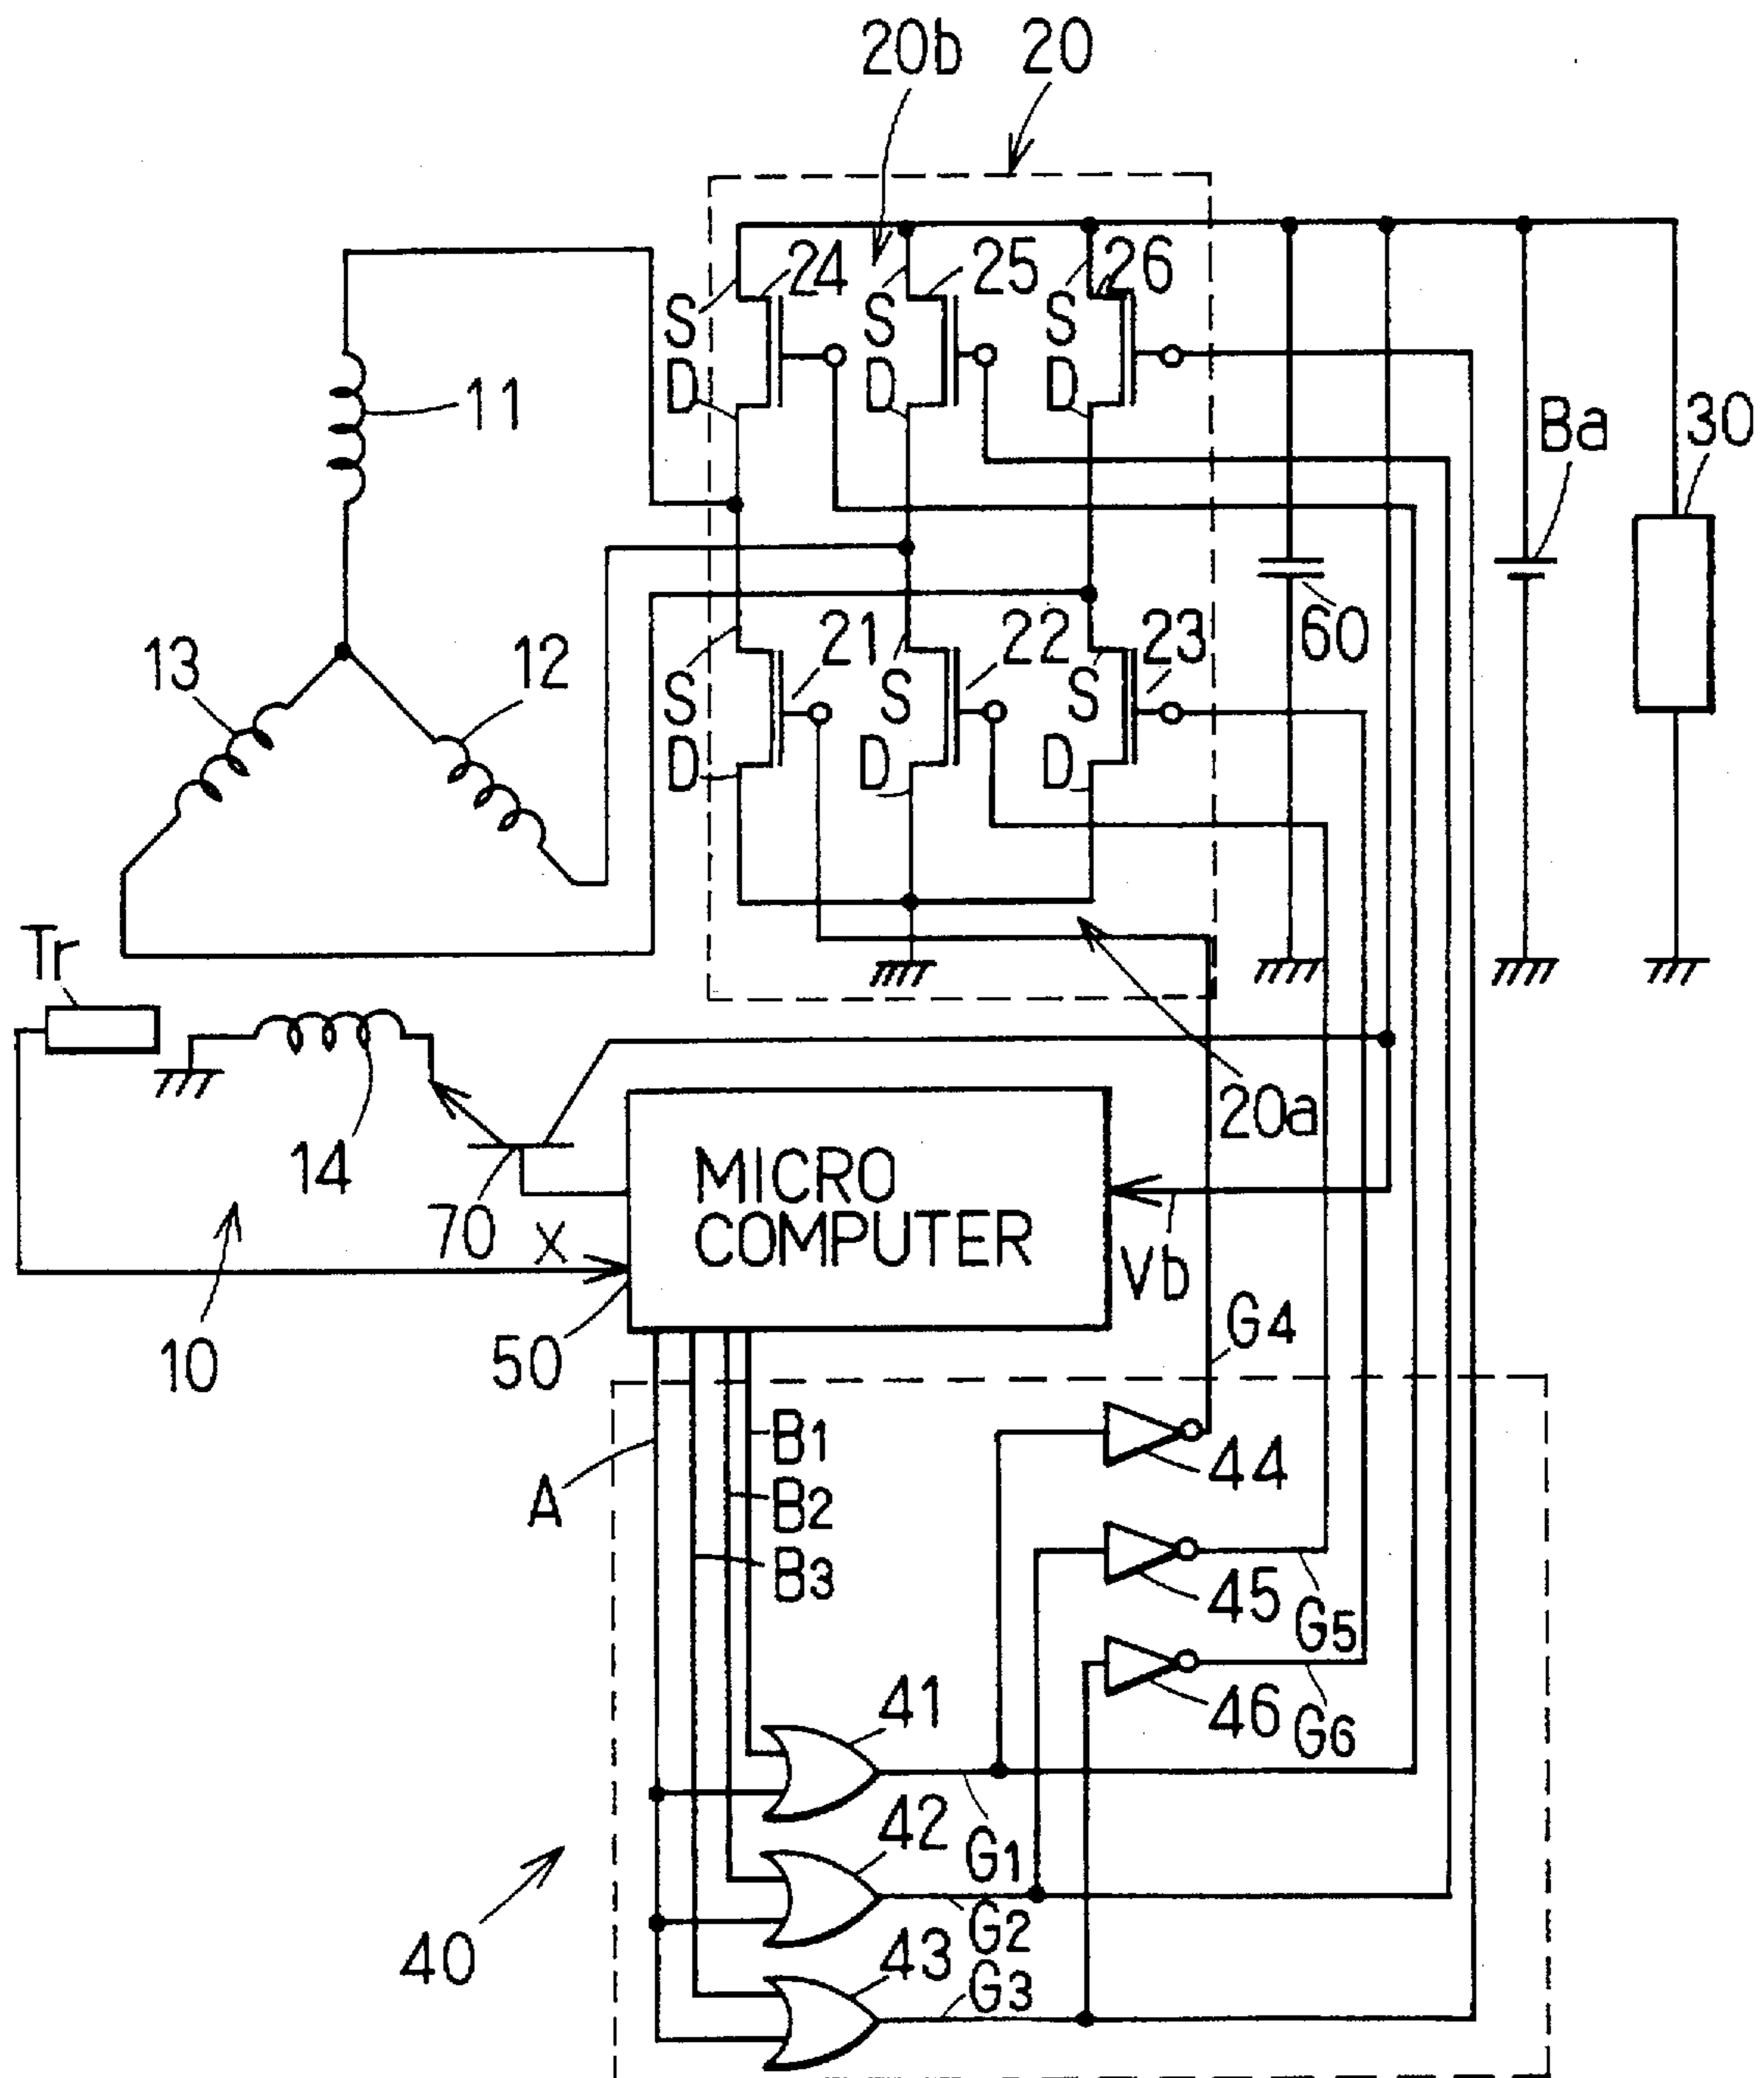 20b 20
24 25 26
S S S
D D D
11
Ba 30
13 12
21 22 23
60
S S S
D D D
Tr
14
20a
70 X
MICRO
COMPUTER
Vb
10
50
G4
B1
44
A
B2
B3
45
G5
46
G6
41
42
G1
G2
43
G3
40